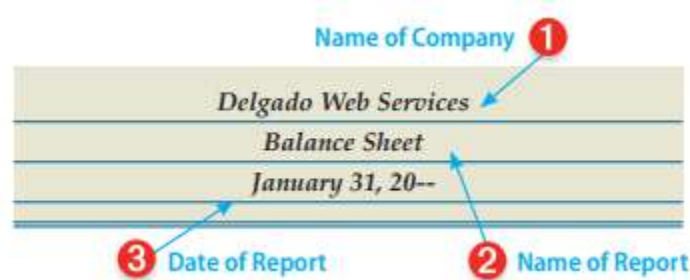 Name of Company 1
Delgado Web Services
Balance Sheet
January 31, 20--
3 Date of Report
2 Name of Report